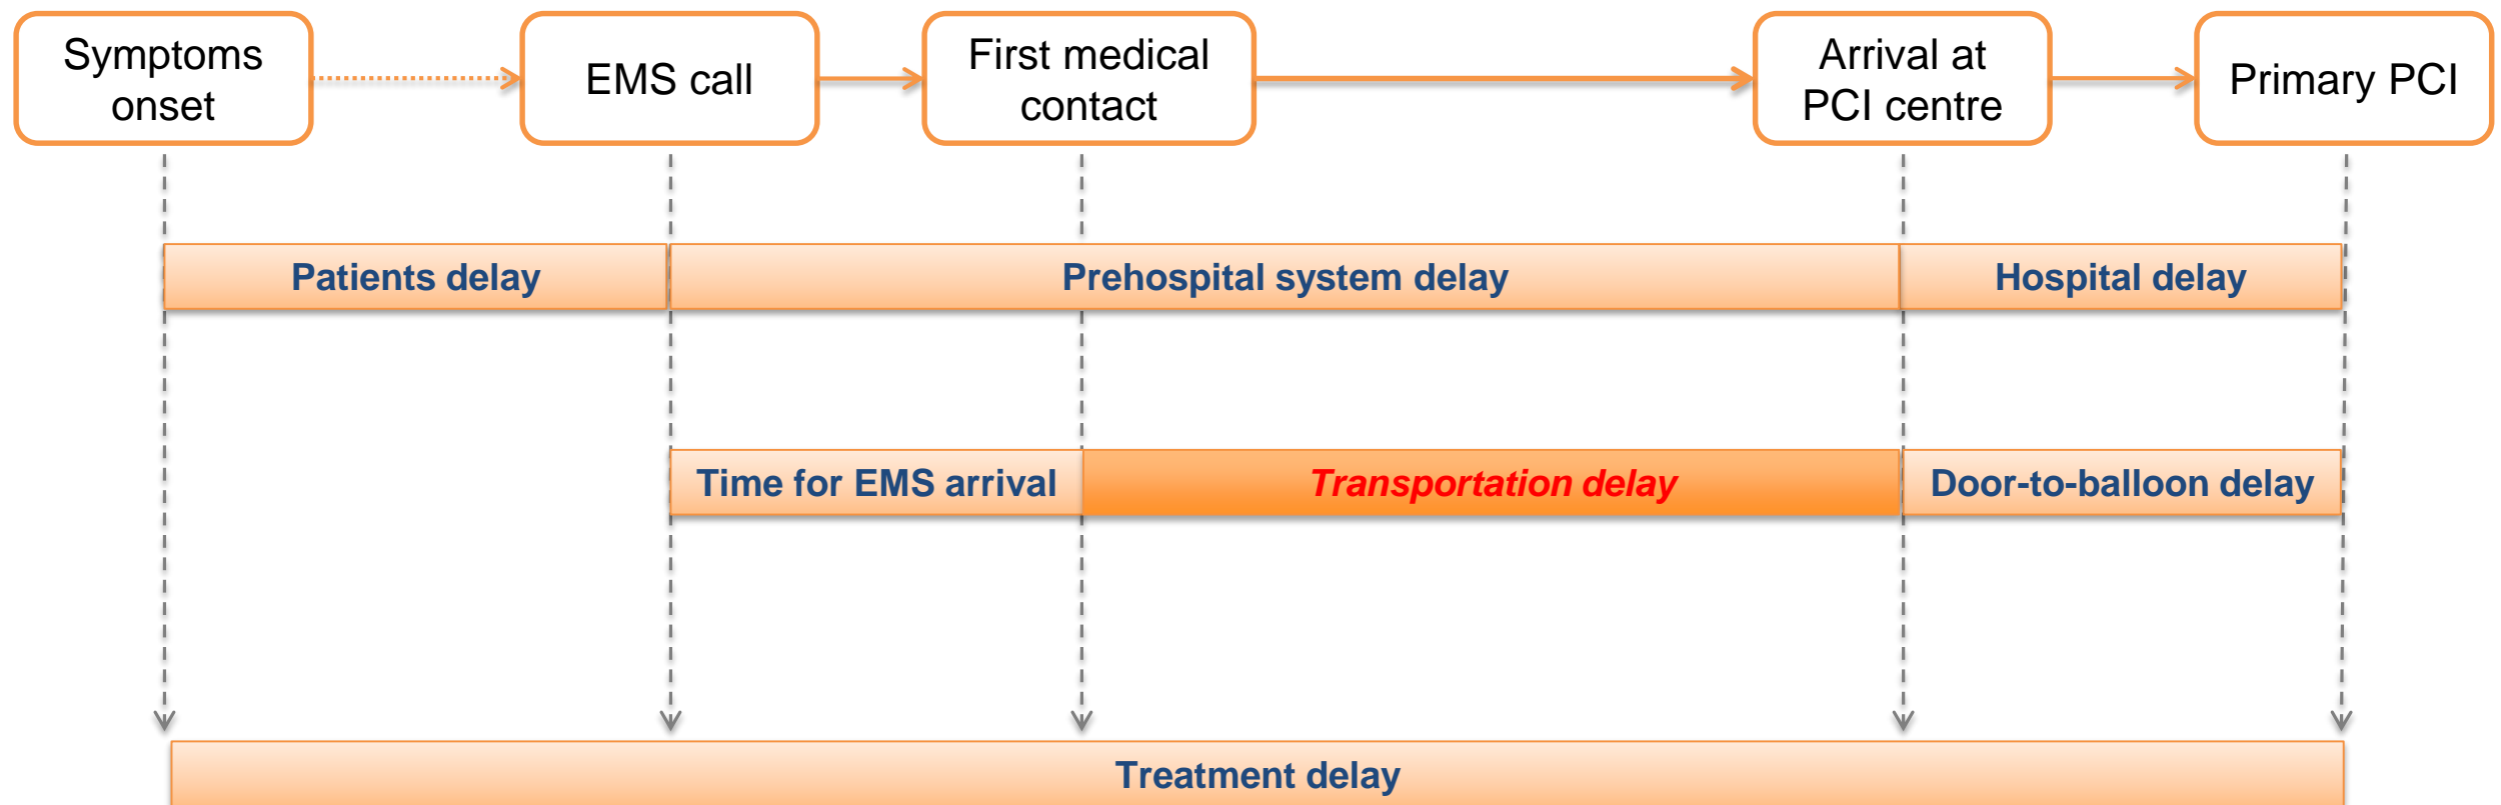 Symptoms
onset
EMS call
First medical
contact
Arrival at
PCI centre
Primary PCI
Patients delay
Prehospital system delay
Hospital delay
Time for EMS arrival
Transportation delay
Door-to-balloon delay
Treatment delay